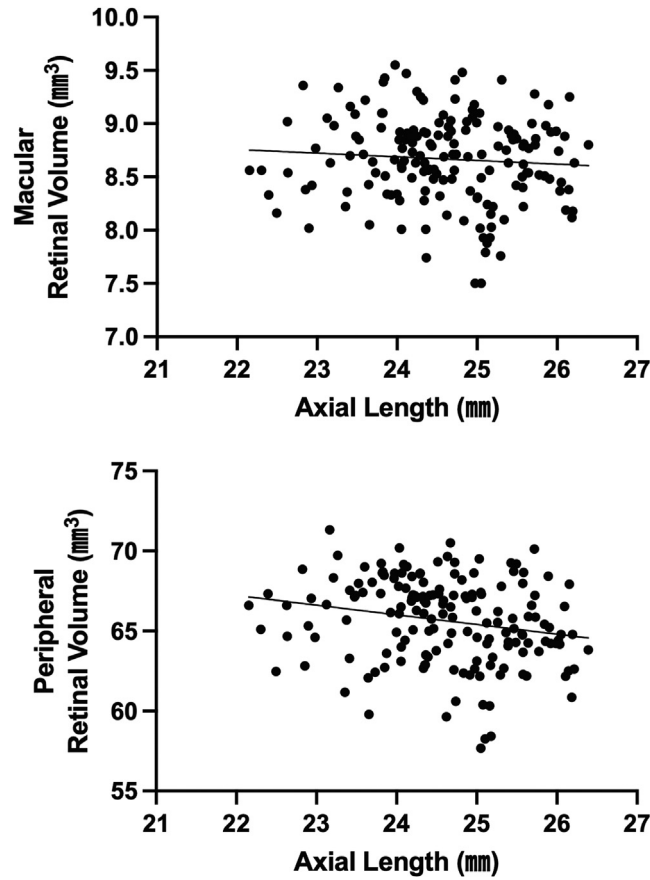 Macular
Retinal Volume (mm³)
10.0
9.5
9.0
8.5
8.0
7.5
7.0
21 22 23 24 25 26 27
Axial Length (mm)
Peripheral
Retinal Volume (mm³)
75
70
65
60
55
21 22 23 24 25 26 27
Axial Length (mm)